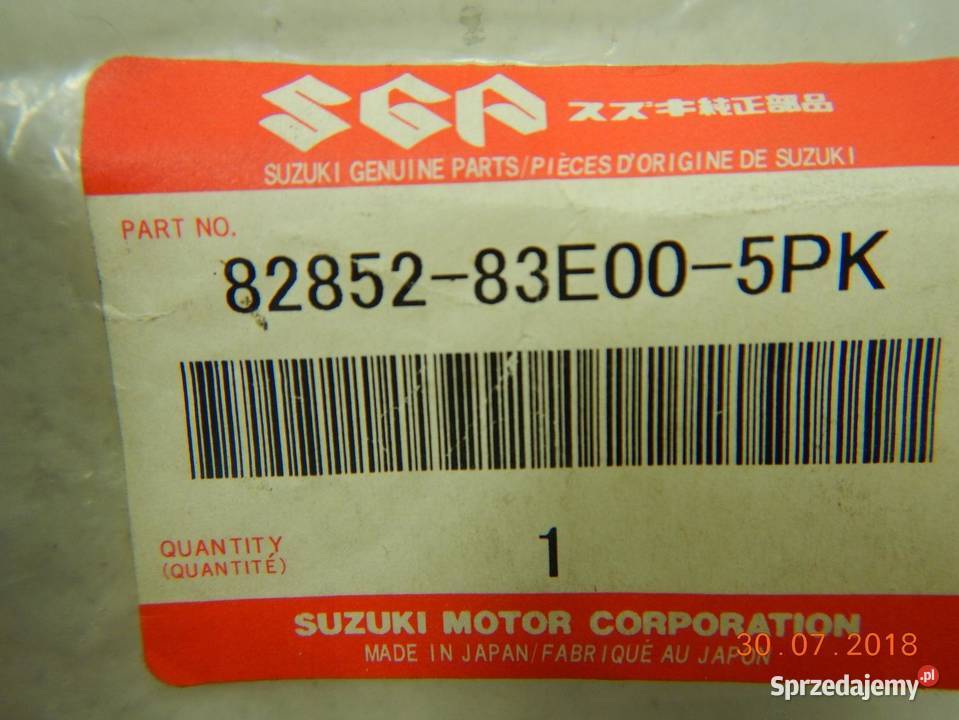 SGP スズキ純正部品
SUZUKI GENUINE PARTS/PIÈCES D'ORIGINE DE SUZUKI
PART NO.
82852-83E00-5PK
QUANTITY 1
(QUANTITÉ)
SUZUKI MOTOR CORPORATION
MADE IN JAPAN/FABRIQUÉ AU JAPON
30.07.2018
Sprzedajemy.pl